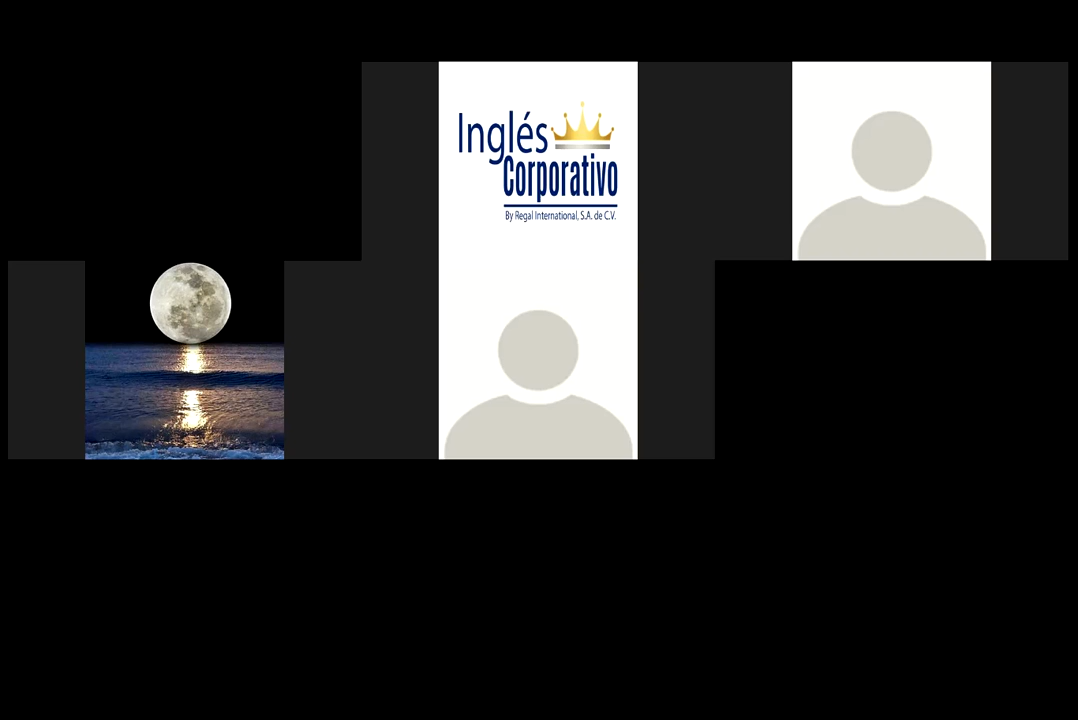 Inglés
Corporativo
By Regal International, S.A. de C.V.